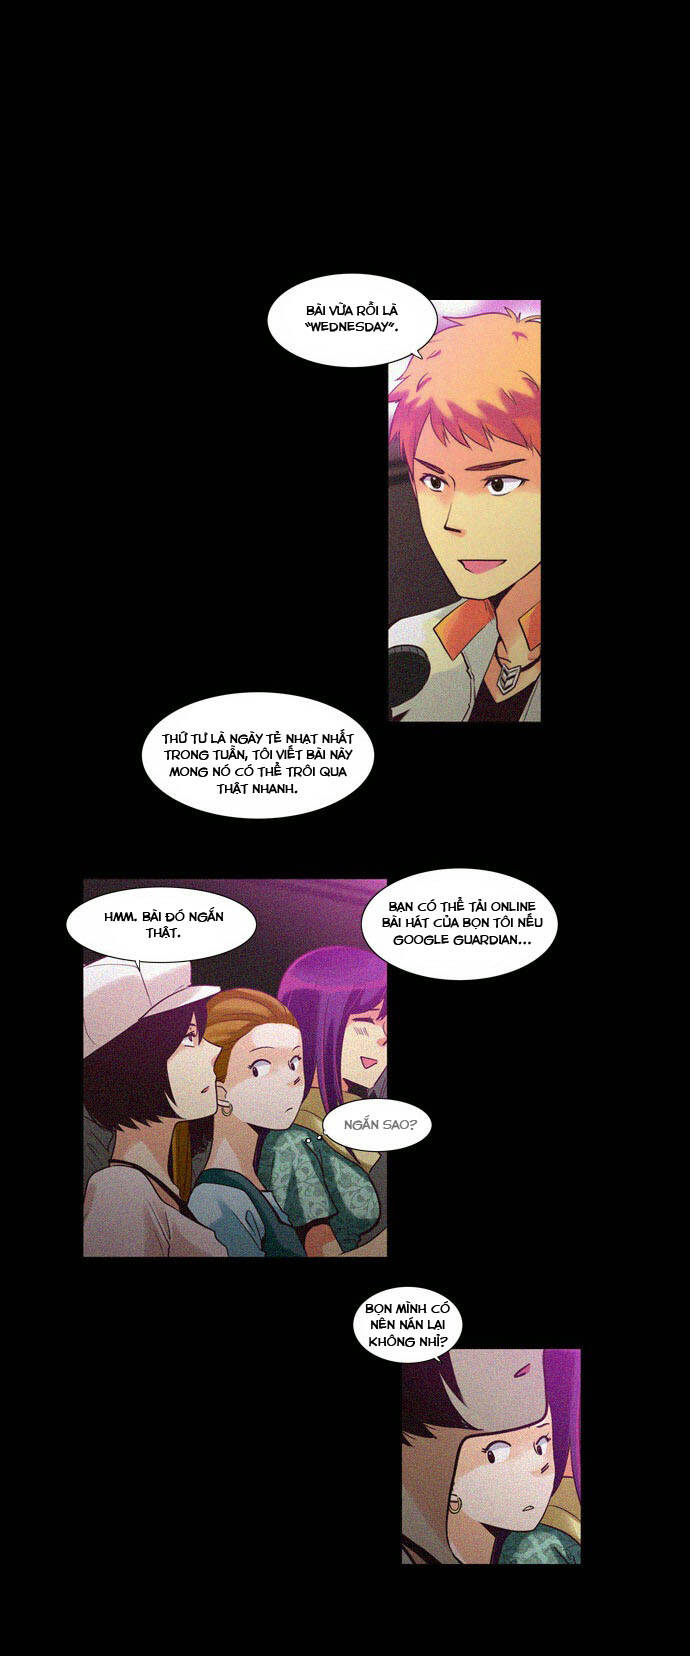 BÀI VỪA RỒI LÀ
"WEDNESDAY".
THỨ TƯ LÀ NGÀY TẺ NHẠT NHẤT
TRONG TUẦN, TÔI VIẾT BÀI NÀY
MONG NÓ CÓ THỂ TRÔI QUA
THẬT NHANH.
HMM. BÀI ĐÓ NGẮN
THẬT.
BẠN CÓ THỂ TẢI ONLINE
BÀI HÁT CỦA BỌN TÔI NẾU
GOOGLE GUARDIAN...
NGẮN SAO?
BỌN MÌNH CÓ
NÊN NÁN LẠI
KHÔNG NHỈ?